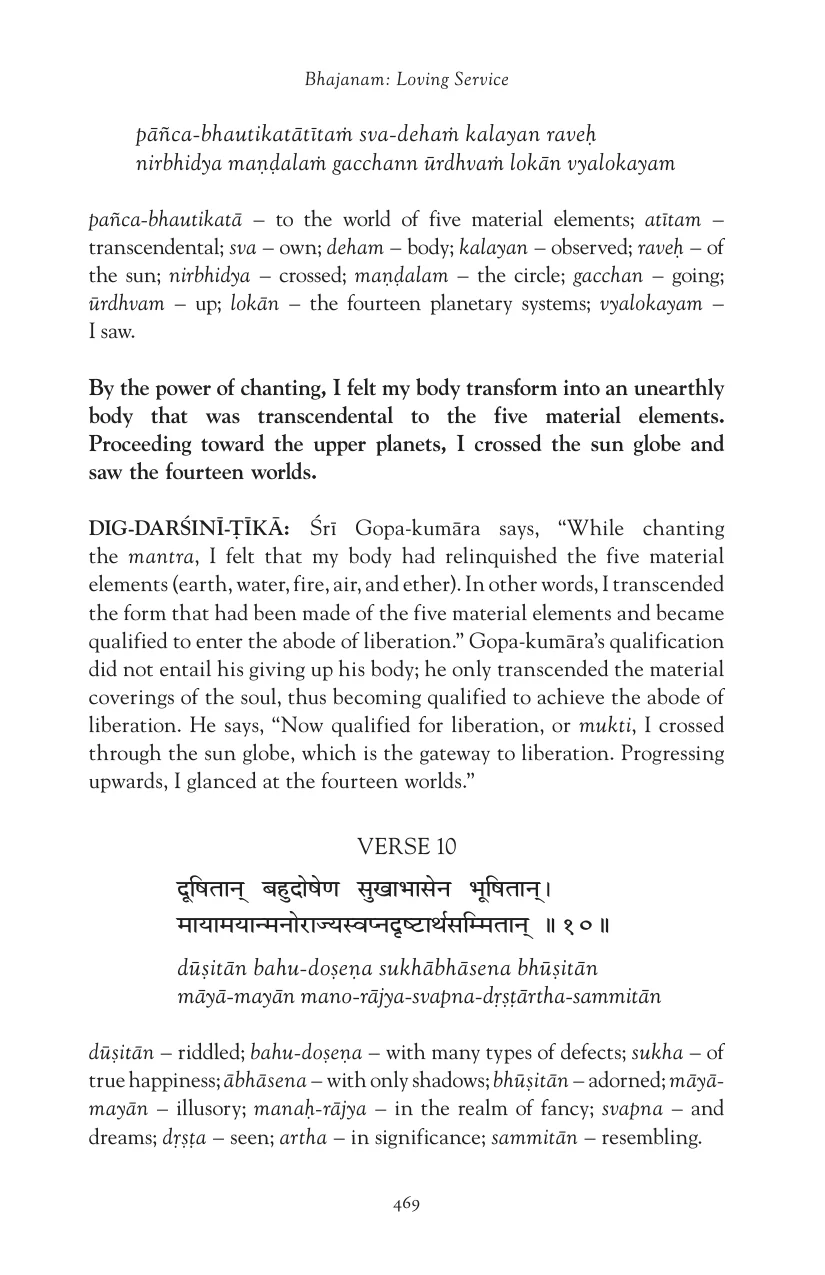 Bhajanam: Loving Service
pāñca-bhautikatātītaṁ sva-dehaṁ kalayan raveḥ
nirbhidya maṇḍalaṁ gacchann ūrdhvaṁ lokān vyalokayam
pañca-bhautikatā – to the world of five material elements; atītam –
transcendental; sva – own; deham – body; kalayan – observed; raveḥ – of
the sun; nirbhidya – crossed; maṇḍalam – the circle; gacchan – going;
ūrdhvam – up; lokān – the fourteen planetary systems; vyalokayam –
I saw.
By the power of chanting, I felt my body transform into an unearthly
body that was transcendental to the five material elements.
Proceeding toward the upper planets, I crossed the sun globe and
saw the fourteen worlds.
DIG-DARŚINĪ-ṬĪKĀ: Śrī Gopa-kumāra says, “While chanting
the mantra, I felt that my body had relinquished the five material
elements (earth, water, fire, air, and ether). In other words, I transcended
the form that had been made of the five material elements and became
qualified to enter the abode of liberation.” Gopa-kumāra’s qualification
did not entail his giving up his body; he only transcended the material
coverings of the soul, thus becoming qualified to achieve the abode of
liberation. He says, “Now qualified for liberation, or mukti, I crossed
through the sun globe, which is the gateway to liberation. Progressing
upwards, I glanced at the fourteen worlds.”
VERSE 10
दूषितान् बहुदोषेण सुखाभासेन भूषितान्।
मायामयान्मनोराज्यस्वप्नदृष्टार्थसम्मितान् ॥१०॥
dūṣitān bahu-doṣeṇa sukhābhāsena bhūṣitān
māyā-mayān mano-rājya-svapna-dṛṣṭārtha-sammitān
dūṣitān – riddled; bahu-doṣeṇa – with many types of defects; sukha – of
true happiness; ābhāsena – with only shadows; bhūṣitān – adorned; māyā-
mayān – illusory; manaḥ-rājya – in the realm of fancy; svapna – and
dreams; dṛṣṭa – seen; artha – in significance; sammitān – resembling.
469